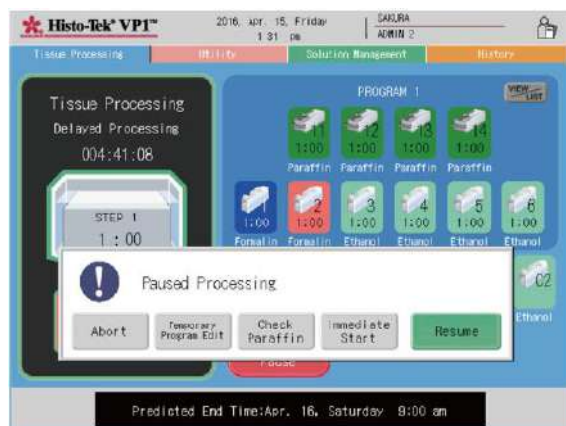 Histo-Tek® VP1™
2016, apr. 15, Friday
1 31 pm
SAKURA
ADMIN 2
Tissue Processing
Utility
Solution Management
History
Tissue Processing
Delayed Processing
004:41:08
STEP 1
1 : 00
PROGRAM 1
VIEW LIST
11 12 13 14
1:00 1:00 1:00 1:00
Paraffin Paraffin Paraffin Paraffin
1 2 3 4 5 6
1:00 1:00 1:00 1:00 1:00 1:00
Formalin Formalin Ethanol Ethanol Ethanol Ethanol
C2
Ethanol
!
Paused Processing
Abort
Temporary
Program Edit
Check
Paraffin
Immediate
Start
Resume
Pause
Predicted End Time:Apr. 16, Saturday 9:00 am